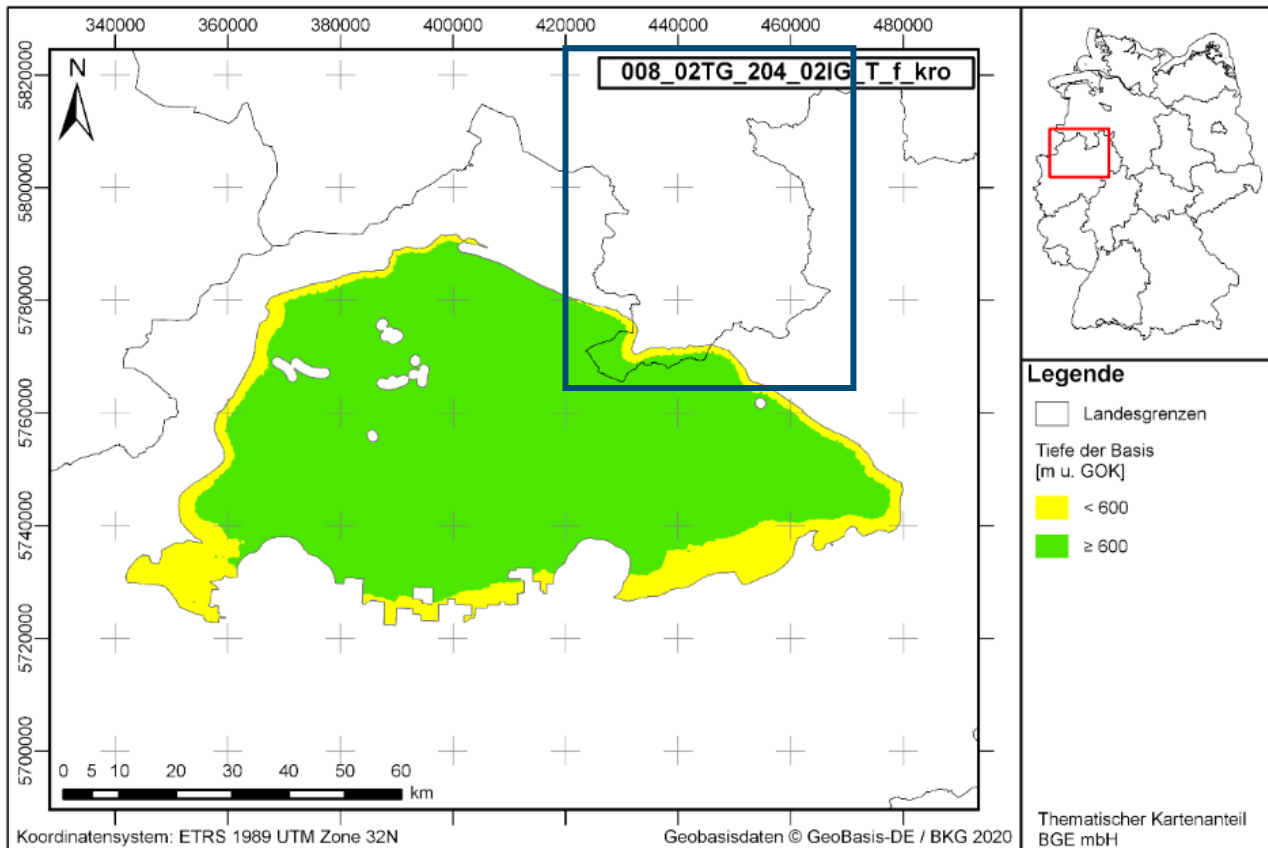 340000 360000 380000 400000 420000 440000 460000 480000
008_02TG_204_02IG_T_f_kro
N
5820000
5800000
5780000
5760000
5740000
5720000
5700000
0 5 10 20 30 40 50 60
km
Koordinatensystem: ETRS 1989 UTM Zone 32N
Geobasisdaten © GeoBasis-DE / BKG 2020
Legende
Landesgrenzen
Tiefe der Basis
[m u. GOK]
< 600
≥ 600
Thematischer Kartenanteil
BGE mbH